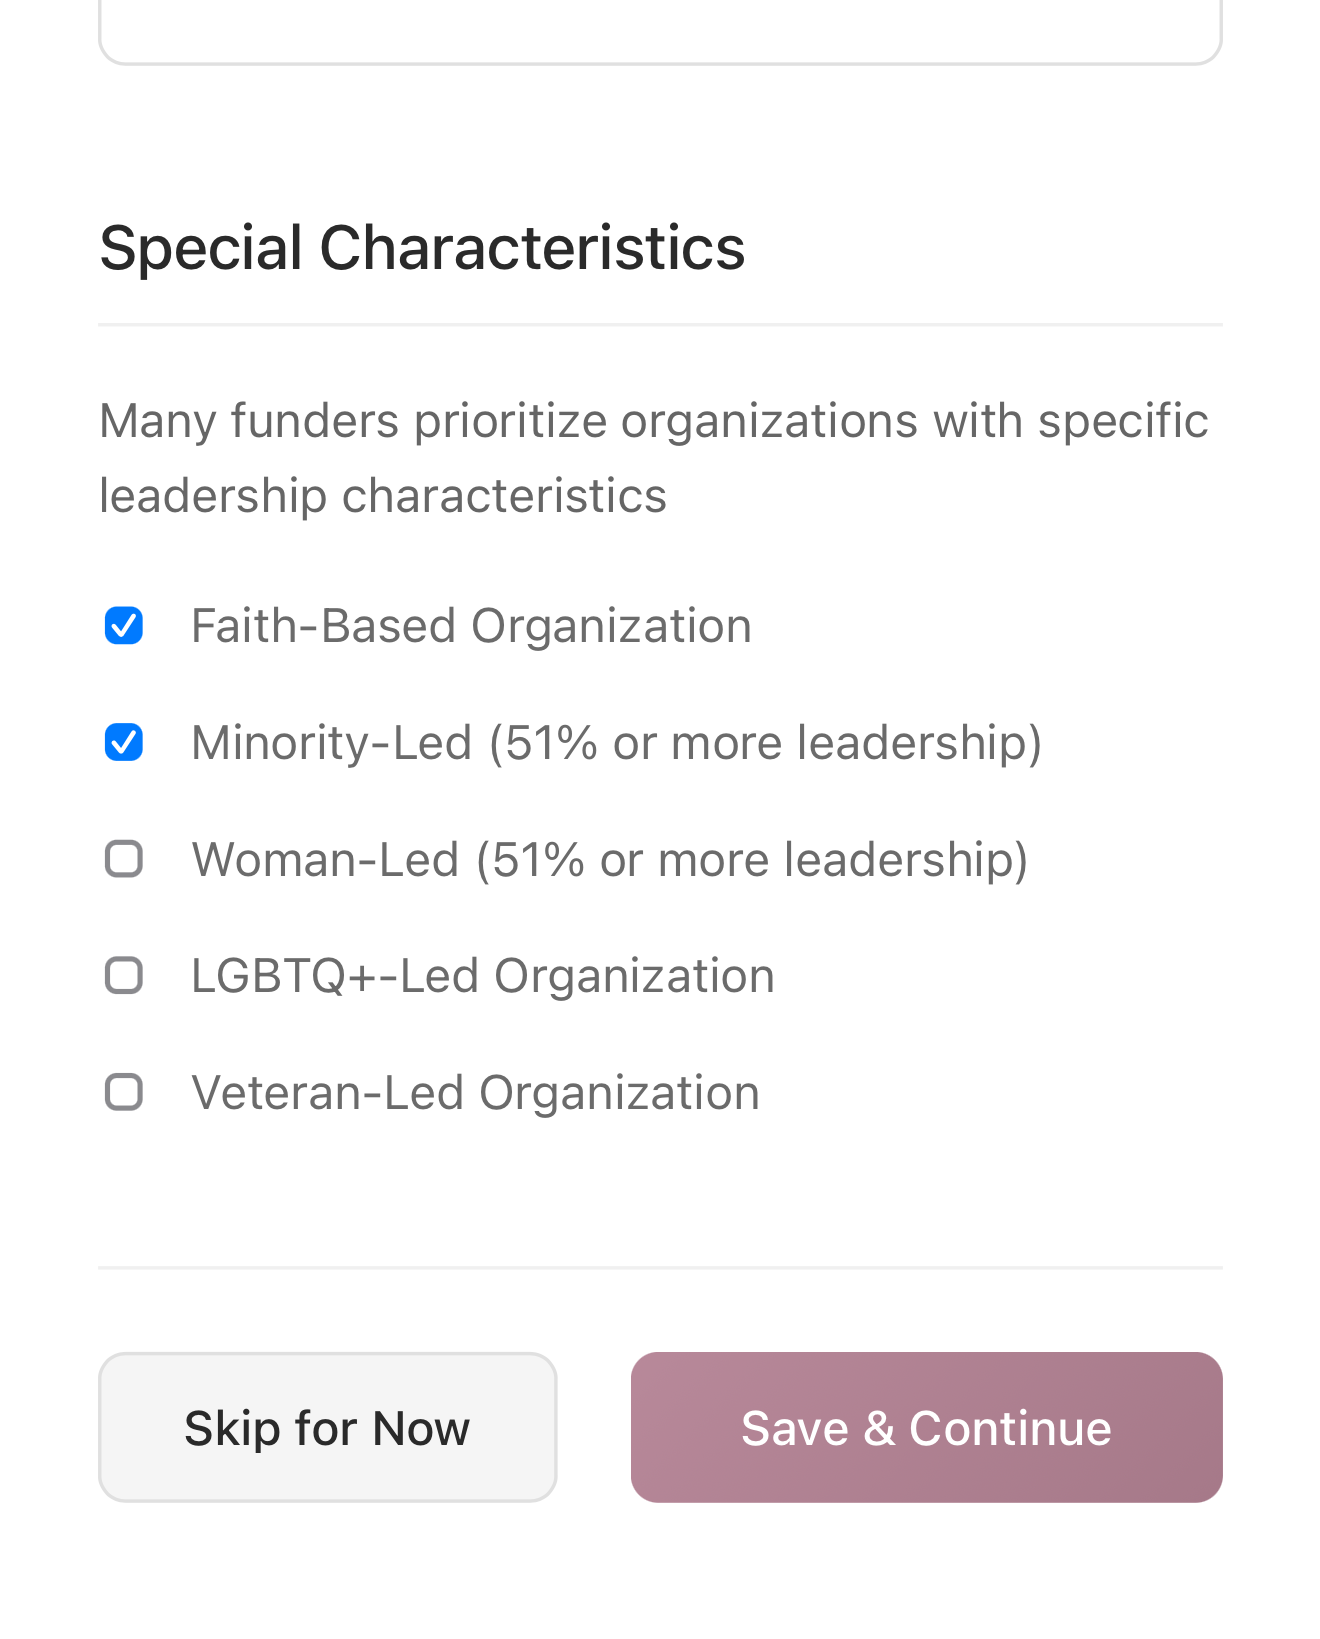 Special Characteristics
Many funders prioritize organizations with specific
leadership characteristics
Faith-Based Organization
Minority-Led (51% or more leadership)
Woman-Led (51% or more leadership)
LGBTQ+-Led Organization
Veteran-Led Organization
Skip for Now
Save & Continue